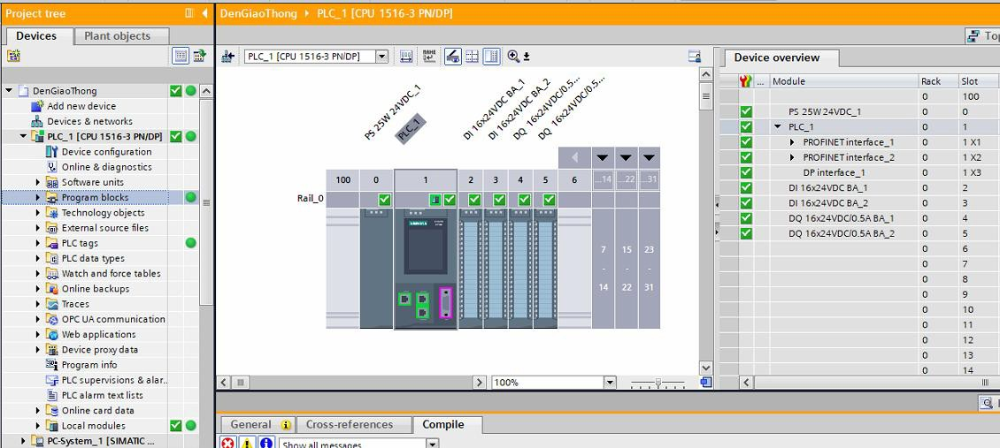 Project tree
Devices
Plant objects
DenGiaoThong
Add new device
Devices & networks
PLC_1 [CPU 1516-3 PN/DP]
Device configuration
Online & diagnostics
Software units
Program blocks
Technology objects
External source files
PLC tags
PLC data types
Watch and force tables
Online backups
Traces
OPC UA communication
Web applications
Device proxy data
Program info
PLC supervisions & alar..
PLC alarm text lists
Online card data
Local modules
PC-System_1 [SIMATIC ...
DenGiaoThong PLC_1 [CPU 1516-3 PN/DP]
Top
PLC_1 [CPU 1516-3 PN/DP]
PS 25W 24VDC_1
PLC_1
DI 16x24VDC BA_1
DI 16x24VDC BA_2
DQ 16x24VDC/0.5...
DQ 16x24VDC/0.5...
100 0 1 2 3 4 5 6 ...14 ...22 ...31
Rail_0
SIEMENS
7 15 23
- - -
14 22 31
100%
Device overview
... Module Rack Slot
0 100
PS 25W 24VDC_1 0 0
PLC_1 0 1
PROFINET interface_1 0 1 X1
PROFINET interface_2 0 1 X2
DP interface_1 0 1 X3
DI 16x24VDC BA_1 0 2
DI 16x24VDC BA_2 0 3
DQ 16x24VDC/0.5A BA_1 0 4
DQ 16x24VDC/0.5A BA_2 0 5
0 6
0 7
0 8
0 9
0 10
0 11
0 12
0 13
0 14
General
Cross-references
Compile
Show all messages